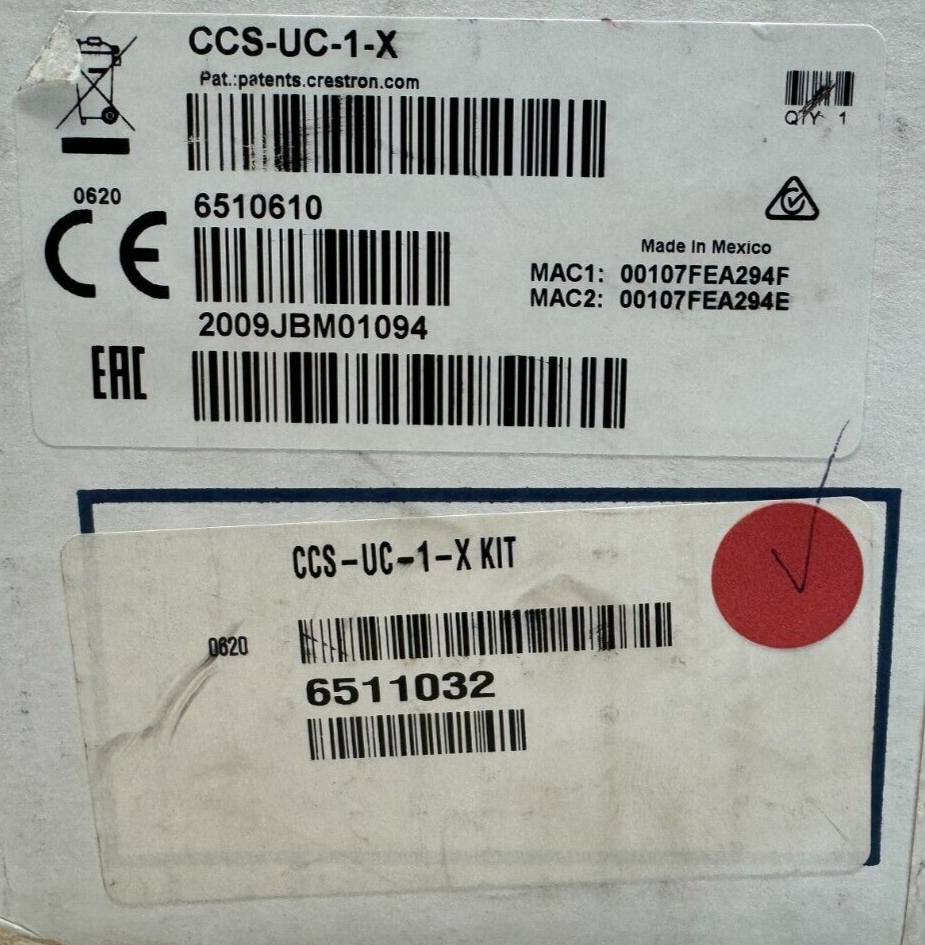 CCS-UC-1-X
Pat.:patents.crestron.com
QTY 1
0620
6510610
CE
Made In Mexico
MAC1: 00107FEA294F
MAC2: 00107FEA294E
2009JBM01094
EAC
CCS-UC-1-X KIT
0620
6511032